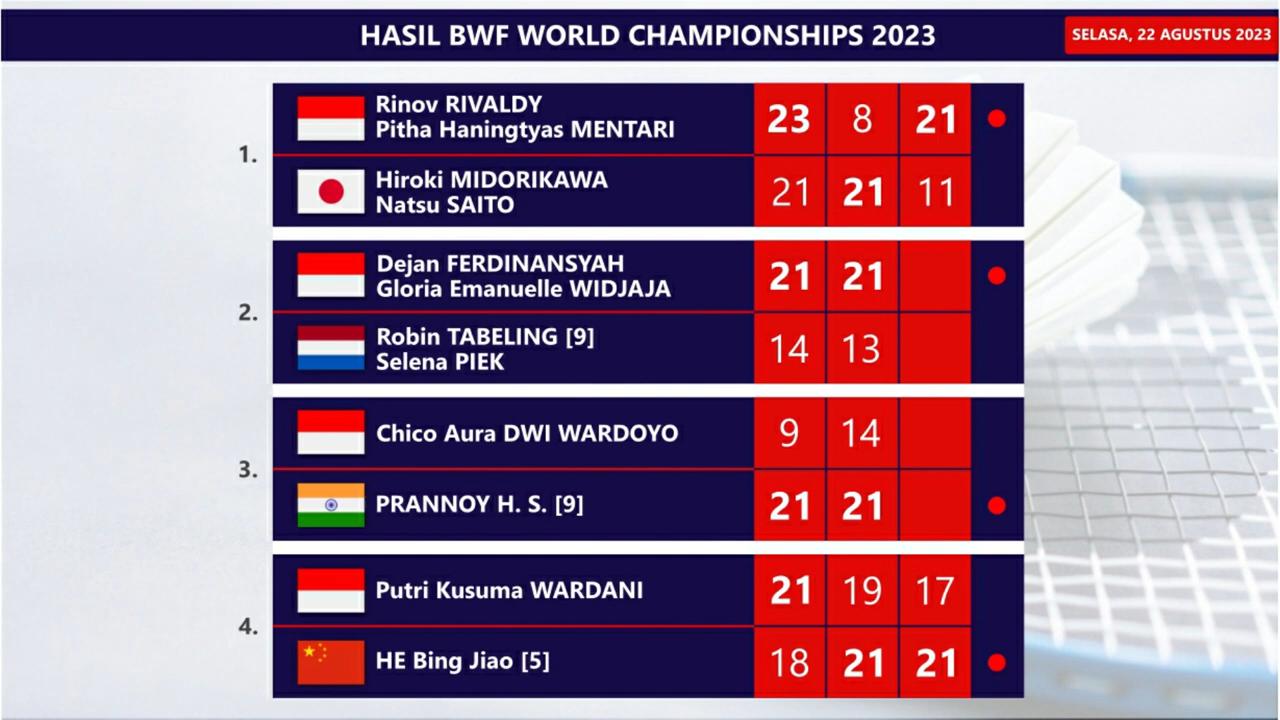 HASIL BWF WORLD CHAMPIONSHIPS 2023
SELASA, 22 AGUSTUS 2023
1.
Rinov RIVALDY
Pitha Haningtyas MENTARI
23 8 21
Hiroki MIDORIKAWA
Natsu SAITO
21 21 11
2.
Dejan FERDINANSYAH
Gloria Emanuelle WIDJAJA
21 21
Robin TABELING [9]
Selena PIEK
14 13
3.
Chico Aura DWI WARDOYO
9 14
PRANNOY H. S. [9]
21 21
4.
Putri Kusuma WARDANI
21 19 17
HE Bing Jiao [5]
18 21 21